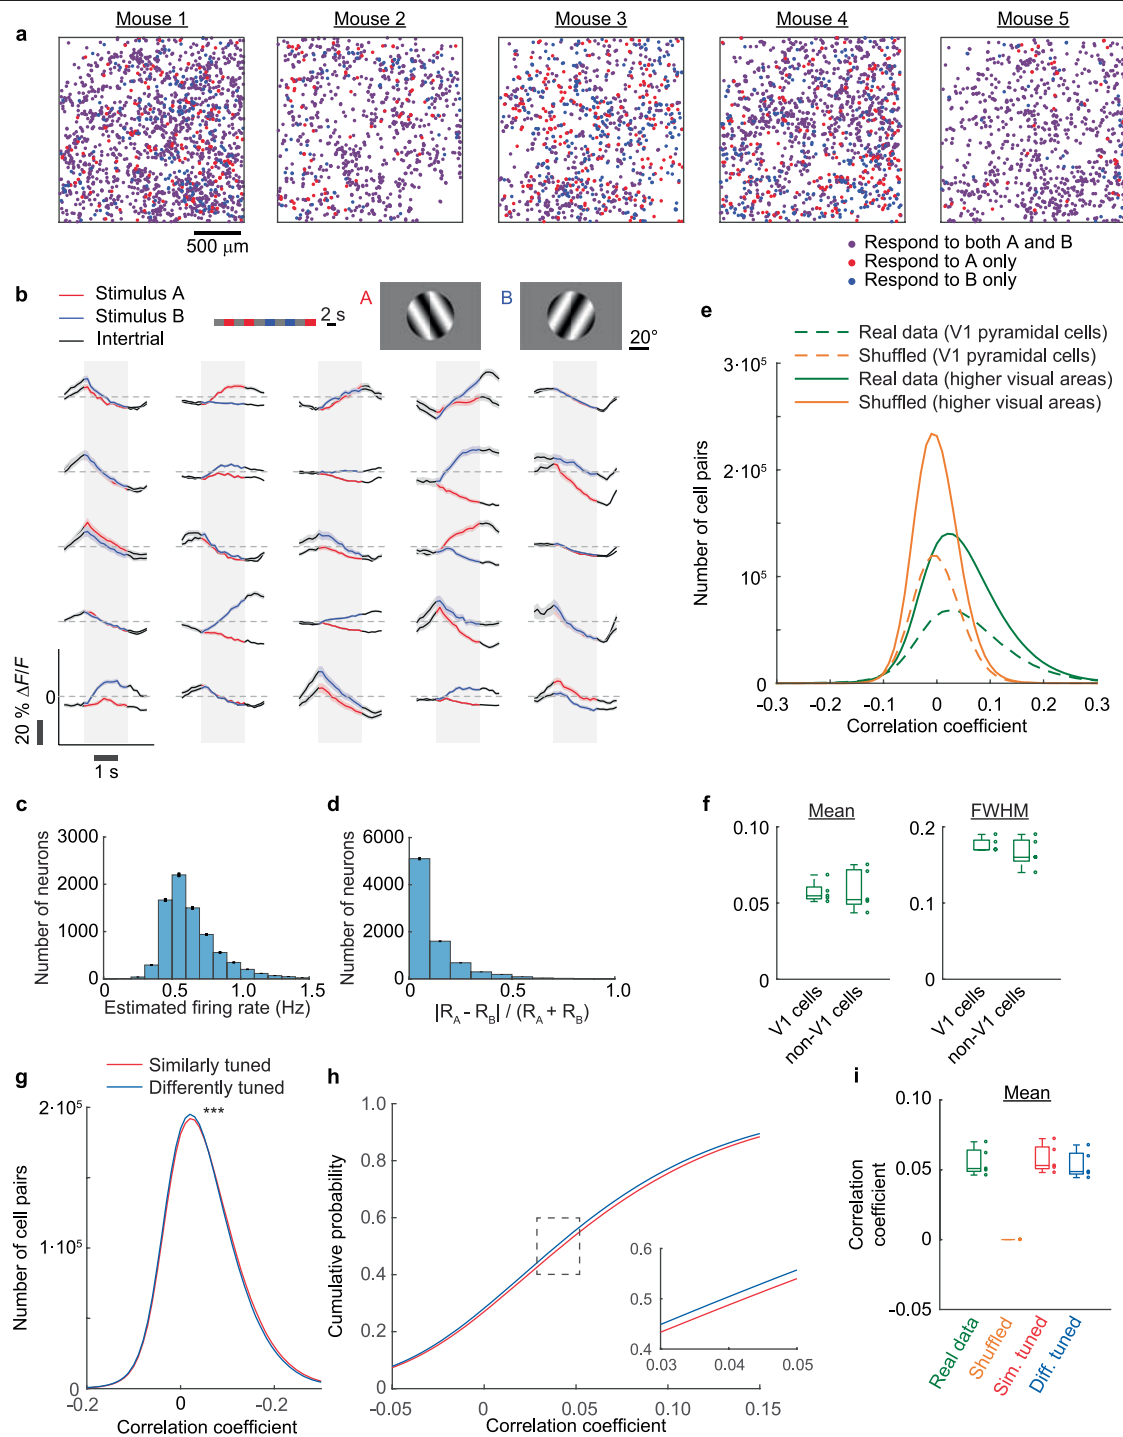 Mouse 1 Mouse 2 Mouse 3 Mouse 4 Mouse 5
a
500 μm
Respond to both A and B
Respond to A only
Respond to B only
b
Stimulus A
Stimulus B
Intertrial
2 s
A
B
20°
0
20 % ΔF/F
1 s
e
Real data (V1 pyramidal cells)
Shuffled (V1 pyramidal cells)
Real data (higher visual areas)
Shuffled (higher visual areas)
3·10⁵
2·10⁵
10⁵
0
Number of cell pairs
-0.3 -0.2 -0.1 0 0.1 0.2 0.3
Correlation coefficient
c
3000
2000
1000
0
Number of neurons
0 0.5 1.0 1.5
Estimated firing rate (Hz)
d
6000
4000
2000
0
Number of neurons
0 0.5 1.0
|R_A - R_B| / (R_A + R_B)
f
Mean
0.10
0.05
0
V1 cells
non-V1 cells
FWHM
0.2
0.1
0
V1 cells
non-V1 cells
g
Similarly tuned
Differently tuned
2·10⁵
1·10⁵
0
***
Number of cell pairs
-0.2 0 -0.2
Correlation coefficient
h
1.0
0.8
0.6
0.4
0.2
0
Cumulative probability
-0.05 0 0.05 0.10 0.15
Correlation coefficient
0.6
0.5
0.4
0.03 0.04 0.05
i
Mean
0.10
0.05
0
-0.05
Correlation
coefficient
Real data
Shuffled
Sim. tuned
Diff. tuned